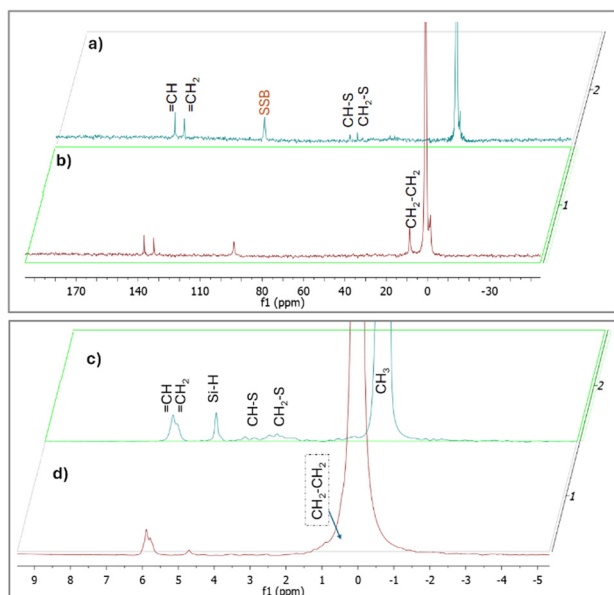 a)
=CH
=CH₂
SSB
CH-S
CH₂-S
2
b)
CH₂-CH₂
1
170 140 110 80 60 40 20 0 -30
f1 (ppm)
c)
=CH
=CH₂
Si-H
CH-S
CH₂-S
CH₃
2
d)
CH₂-CH₂
1
9 8 7 6 5 4 3 2 1 0 -1 -2 -3 -4 -5
f1 (ppm)